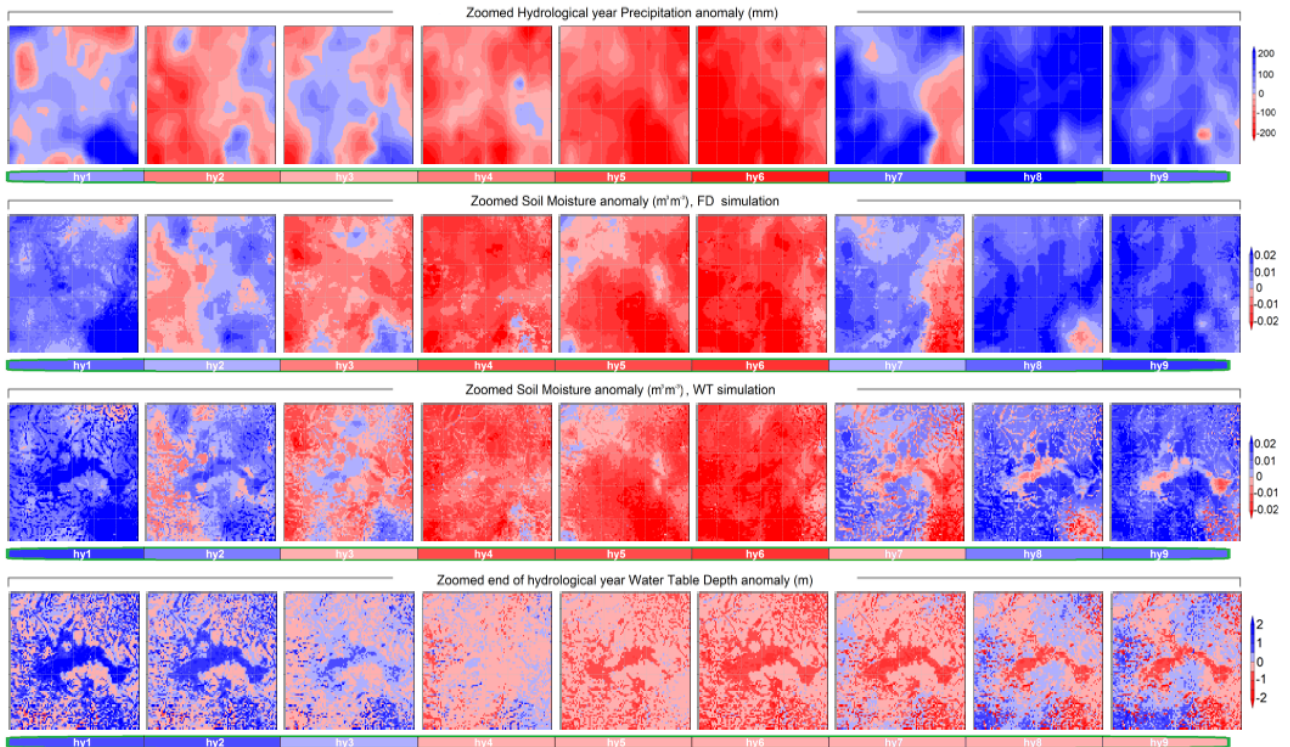 Zoomed Hydrological year Precipitation anomaly (mm)
200
100
0
-100
-200
hy1 hy2 hy3 hy4 hy5 hy6 hy7 hy8 hy9
Zoomed Soil Moisture anomaly (m³m⁻³), FD simulation
0.02
0.01
0
-0.01
-0.02
hy1 hy2 hy3 hy4 hy5 hy6 hy7 hy8 hy9
Zoomed Soil Moisture anomaly (m³m⁻³), WT simulation
0.02
0.01
0
-0.01
-0.02
hy1 hy2 hy3 hy4 hy5 hy6 hy7 hy8 hy9
Zoomed end of hydrological year Water Table Depth anomaly (m)
2
1
0
-1
-2
hy1 hy2 hy3 hy4 hy5 hy6 hy7 hy8 hy9